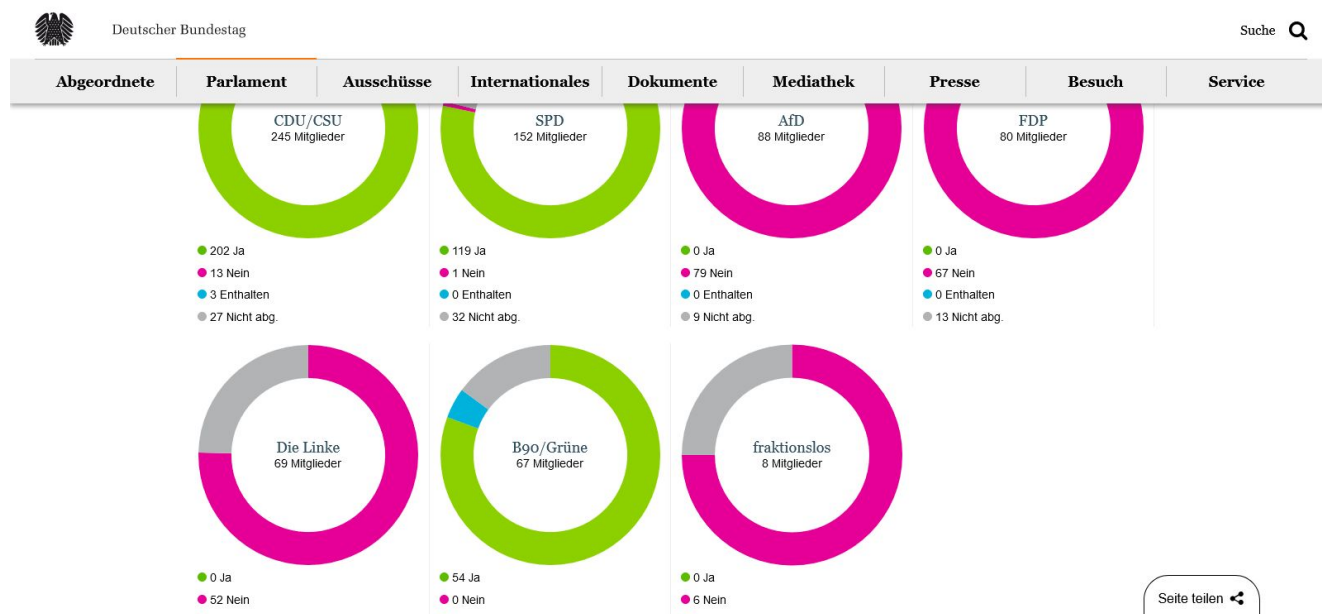 Deutscher Bundestag
Suche
Abgeordnete Parlament Ausschüsse Internationales Dokumente Mediathek Presse Besuch Service
CDU/CSU
245 Mitglieder
202 Ja
13 Nein
3 Enthalten
27 Nicht abg.
SPD
152 Mitglieder
119 Ja
1 Nein
0 Enthalten
32 Nicht abg.
AfD
88 Mitglieder
0 Ja
79 Nein
0 Enthalten
9 Nicht abg.
FDP
80 Mitglieder
0 Ja
67 Nein
0 Enthalten
13 Nicht abg.
Die Linke
69 Mitglieder
0 Ja
52 Nein
B90/Grüne
67 Mitglieder
54 Ja
0 Nein
fraktionslos
8 Mitglieder
0 Ja
6 Nein
Seite teilen